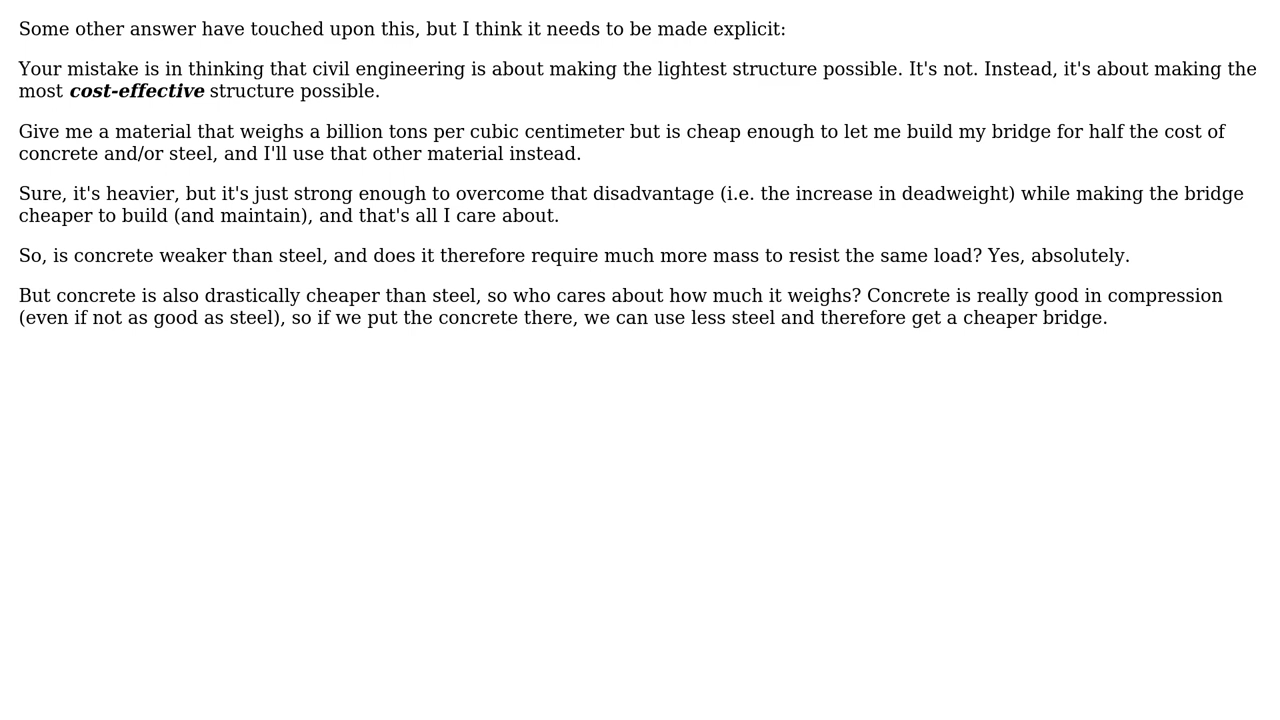 Some other answer have touched upon this, but I think it needs to be made explicit:
Your mistake is in thinking that civil engineering is about making the lightest structure possible. It's not. Instead, it's about making the
most cost-effective structure possible.
Give me a material that weighs a billion tons per cubic centimeter but is cheap enough to let me build my bridge for half the cost of
concrete and/or steel, and I'll use that other material instead.
Sure, it's heavier, but it's just strong enough to overcome that disadvantage (i.e. the increase in deadweight) while making the bridge
cheaper to build (and maintain), and that's all I care about.
So, is concrete weaker than steel, and does it therefore require much more mass to resist the same load? Yes, absolutely.
But concrete is also drastically cheaper than steel, so who cares about how much it weighs? Concrete is really good in compression
(even if not as good as steel), so if we put the concrete there, we can use less steel and therefore get a cheaper bridge.